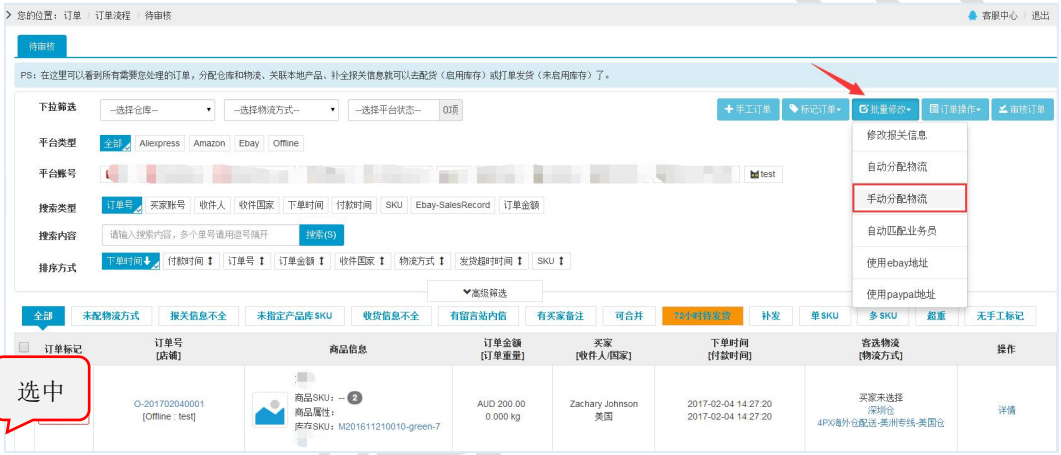 您的位置：订单 / 订单流程 / 待审核 客服中心 / 退出
待审核
PS：在这里可以看到所有需要您处理的订单，分配仓库和物流、关联本地产品、补全报关信息就可以去配货（启用库存）或打单发货（未启用库存）了。
下拉筛选 --选择仓库-- --选择物流方式-- --选择平台状态-- 0项 手工订单 标记订单 批量修改 订单操作 审核订单
修改报关信息
平台类型 全部 Aliexpress Amazon Ebay Offline
自动分配物流
平台账号 test
手动分配物流
搜索类型 订单号 买家账号 收件人 收件国家 下单时间 付款时间 SKU Ebay-SalesRecord 订单金额
自动匹配业务员
搜索内容 请输入搜索内容，多个单号请用逗号隔开 搜索(S)
使用ebay地址
排序方式 下单时间 付款时间 订单号 订单金额 收件国家 物流方式 发货超时时间 SKU
使用paypal地址
高级筛选
全部 未配物流方式 报关信息不全 未指定产品库SKU 收货信息不全 有留言站内信 有买家备注 可合并 72小时待发货 补发 单SKU 多SKU 超重 无手工标记
订单标记 订单号 商品信息 订单金额 买家 下单时间 客选物流 操作
[店铺] [订单重量] [收件人/国家] [付款时间] [物流方式]
选中
商品SKU：-- 2
商品属性：
库存SKU：M201611210010-green-7
O-201702040001
[Offline : test]
AUD 200.00
0.000 kg
Zachary Johnson
美国
2017-02-04 14:27:20
2017-02-04 14:27:20
买家未选择
深圳仓
4PX海外仓配送-美洲专线-美国仓
详情